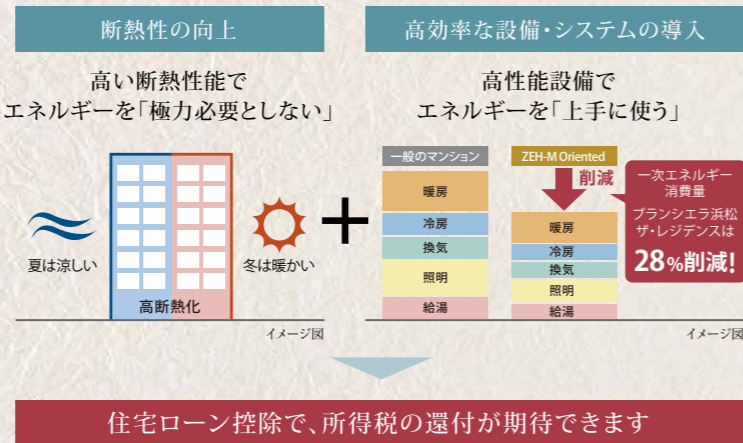 断熱性の向上
高い断熱性能で
エネルギーを「極力必要としない」
夏は涼しい
冬は暖かい
高断熱化
イメージ図
+
高効率な設備・システムの導入
高性能設備で
エネルギーを「上手に使う」
一般のマンション
暖房
冷房
換気
照明
給湯
ZEH-M Oriented
削減
暖房
冷房
換気
照明
給湯
一次エネルギー
消費量
ブランシエラ浜松
ザ・レジデンスは
28%削減!
イメージ図
住宅ローン控除で、所得税の還付が期待できます